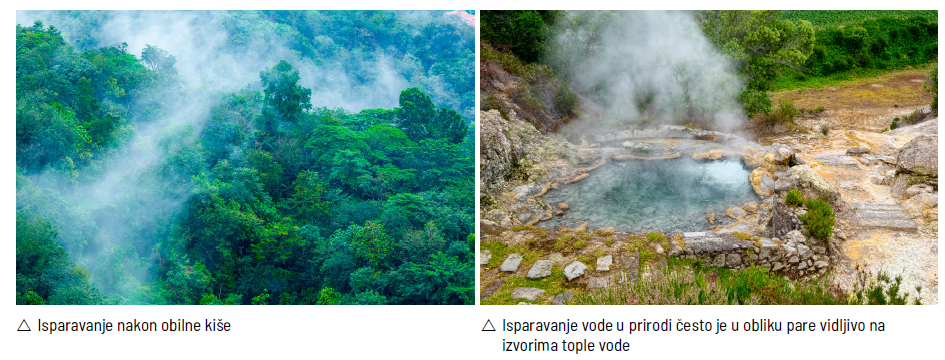 △ Isparavanje nakon obilne kiše
△ Isparavanje vode u prirodi često je u obliku pare vidljivo na
izvorima tople vode